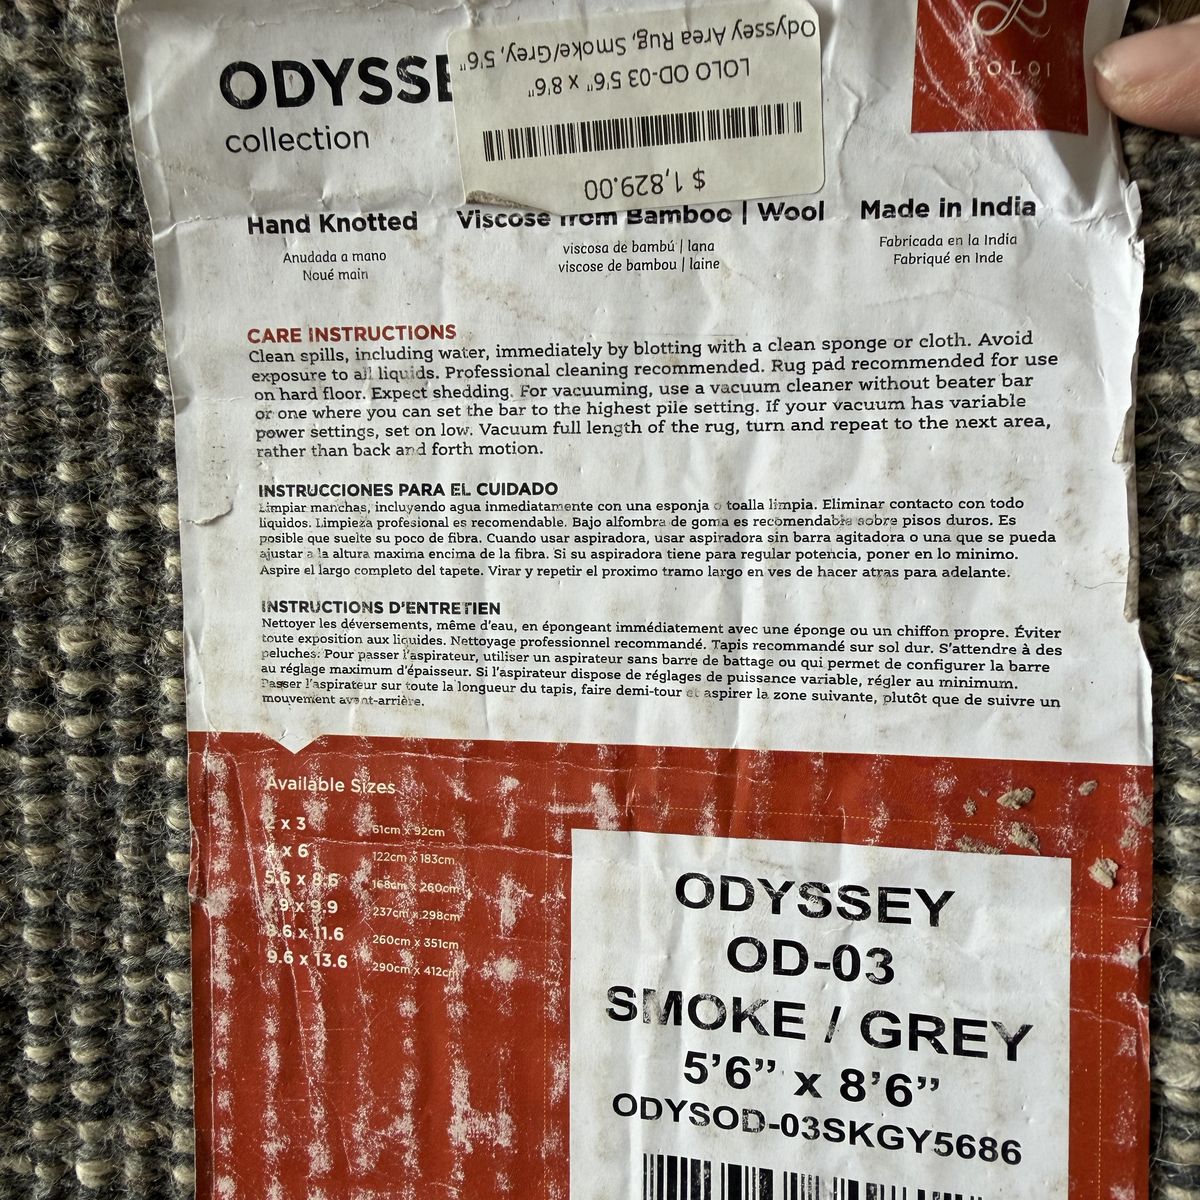 ODYSSE
collection
Odyssey Area Rug, Smoke/Grey, 5'6"
LOLO OD-03 5'6" x 8'6"
$ 1,829.00
LOLOI
Hand Knotted
Anudada a mano
Noué main
Viscose from Bamboo | Wool
viscosa de bambú | lana
viscose de bambou | laine
Made in India
Fabricada en la India
Fabriqué en Inde
CARE INSTRUCTIONS
Clean spills, including water, immediately by blotting with a clean sponge or cloth. Avoid
exposure to all liquids. Professional cleaning recommended. Rug pad recommended for use
on hard floor. Expect shedding. For vacuuming, use a vacuum cleaner without beater bar
or one where you can set the bar to the highest pile setting. If your vacuum has variable
power settings, set on low. Vacuum full length of the rug, turn and repeat to the next area,
rather than back and forth motion.
INSTRUCCIONES PARA EL CUIDADO
Limpiar manchas, incluyendo agua inmediatamente con una esponja o toalla limpia. Eliminar contacto con todo
liquidos. Limpieza profesional es recomendable. Bajo alfombra de goma es recomendable sobre pisos duros. Es
posible que suelte su poco de fibra. Cuando usar aspiradora, usar aspiradora sin barra agitadora o una que se pueda
ajustar a la altura maxima encima de la fibra. Si su aspiradora tiene para regular potencia, poner en lo minimo.
Aspire el largo completo del tapete. Virar y repetir el proximo tramo largo en ves de hacer atras para adelante.
INSTRUCTIONS D'ENTRETIEN
Nettoyer les déversements, même d'eau, en épongeant immédiatement avec une éponge ou un chiffon propre. Éviter
toute exposition aux liquides. Nettoyage professionnel recommandé. Tapis recommandé sur sol dur. S'attendre à des
peluches. Pour passer l'aspirateur, utiliser un aspirateur sans barre de battage ou qui permet de configurer la barre
au réglage maximum d'épaisseur. Si l'aspirateur dispose de réglages de puissance variable, régler au minimum.
Passer l'aspirateur sur toute la longueur du tapis, faire demi-tour et aspirer la zone suivante, plutôt que de suivre un
mouvement avant-arrière.
Available Sizes
2 x 3 61cm x 92cm
4 x 6 122cm x 183cm
5.6 x 8.6 168cm x 260cm
9 x 9.9 237cm x 298cm
8.6 x 11.6 260cm x 351cm
9.6 x 13.6 290cm x 412cm
ODYSSEY
OD-03
SMOKE / GREY
5'6" x 8'6"
ODYSOD-03SKGY5686